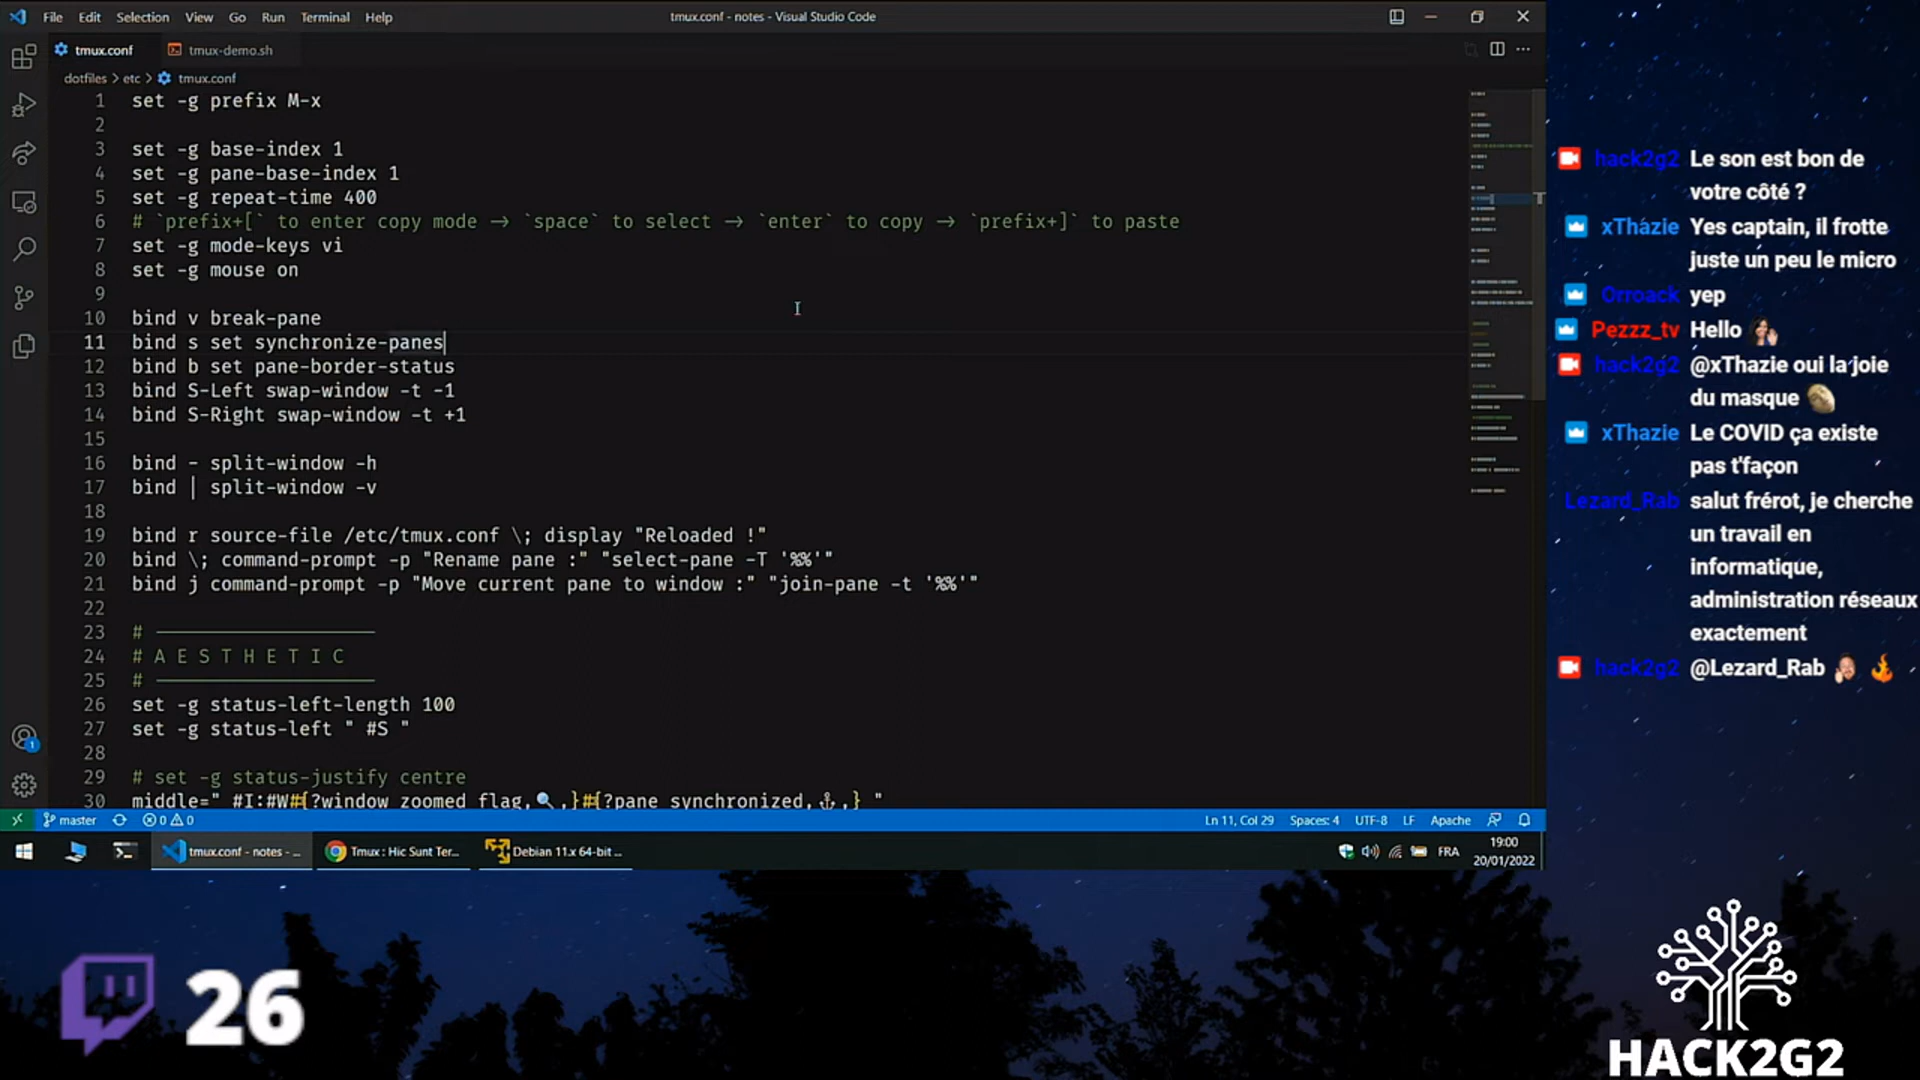 File Edit Selection View Go Run Terminal Help
tmux.conf - notes - Visual Studio Code
tmux.conf
tmux-demo.sh
dotfiles > etc > tmux.conf
1 set -g prefix M-x
2
3 set -g base-index 1
4 set -g pane-base-index 1
5 set -g repeat-time 400
6 # `prefix+[` to enter copy mode → `space` to select → `enter` to copy → `prefix+]` to paste
7 set -g mode-keys vi
8 set -g mouse on
9
10 bind v break-pane
11 bind s set synchronize-panes
12 bind b set pane-border-status
13 bind S-Left swap-window -t -1
14 bind S-Right swap-window -t +1
15
16 bind - split-window -h
17 bind | split-window -v
18
19 bind r source-file /etc/tmux.conf \; display "Reloaded !"
20 bind \; command-prompt -p "Rename pane :" "select-pane -T '%%'"
21 bind j command-prompt -p "Move current pane to window :" "join-pane -t '%%'"
22
23 # ────────────────────
24 # A E S T H E T I C
25 # ────────────────────
26 set -g status-left-length 100
27 set -g status-left " #S "
28
29 # set -g status-justify centre
30 middle=" #I:#W#{?window_zoomed_flag,🔍,}#{?pane_synchronized,⚓,} "
1
master 0 0
Ln 11, Col 29 Spaces: 4 UTF-8 LF Apache
tmux.conf - notes - ...
Tmux : Hic Sunt Ter...
Debian 11.x 64-bit ...
FRA
19:00
20/01/2022
hack2g2 Le son est bon de
votre côté ?
xThazie Yes captain, il frotte
juste un peu le micro
Orroack yep
Pezzz_tv Hello
hack2g2 @xThazie oui la joie
du masque
xThazie Le COVID ça existe
pas t'façon
Lezard_Rab salut frérot, je cherche
un travail en
informatique,
administration réseaux
exactement
hack2g2 @Lezard_Rab
26
HACK2G2